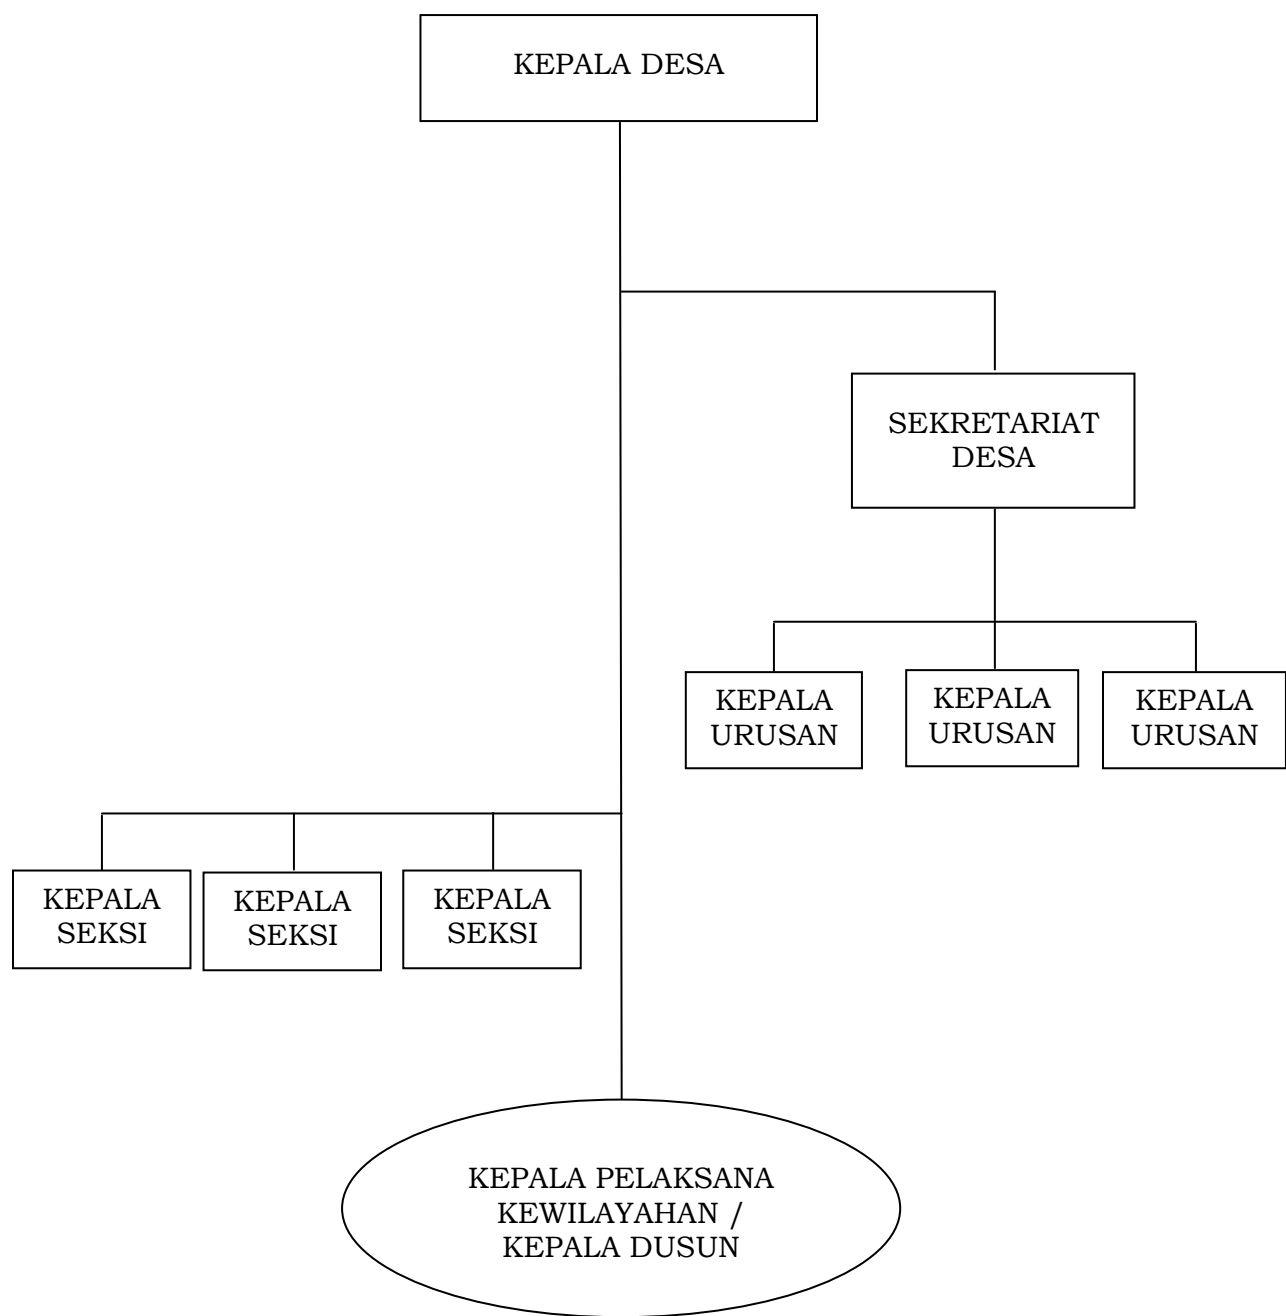 KEPALA DESA
SEKRETARIAT
DESA
KEPALA
URUSAN
KEPALA
URUSAN
KEPALA
URUSAN
KEPALA
SEKSI
KEPALA
SEKSI
KEPALA
SEKSI
KEPALA PELAKSANA
KEWILAYAHAN /
KEPALA DUSUN